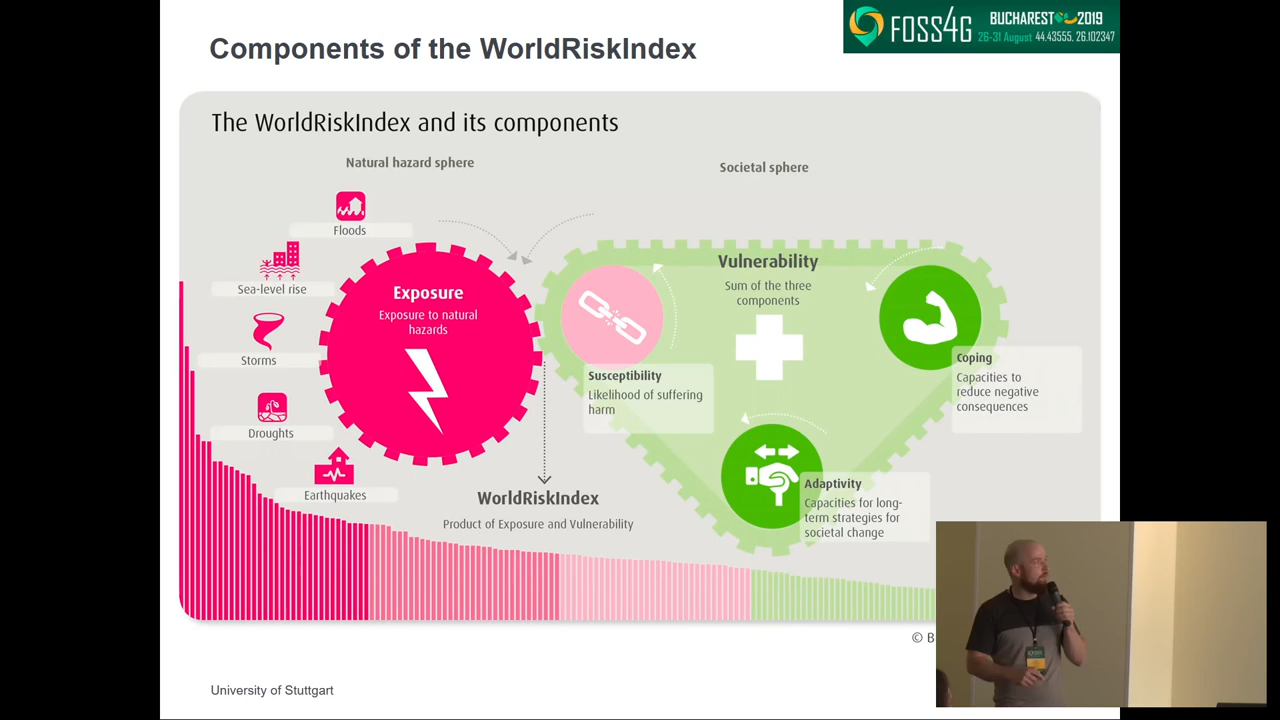 FOSS4G
BUCHAREST 2019
26-31 August 44.43555, 26.102347
Components of the WorldRiskIndex
The WorldRiskIndex and its components
Natural hazard sphere
Societal sphere
Floods
Sea-level rise
Storms
Droughts
Earthquakes
Exposure
Exposure to natural
hazards
Vulnerability
Sum of the three
components
Susceptibility
Likelihood of suffering
harm
Coping
Capacities to
reduce negative
consequences
Adaptivity
Capacities for long-
term strategies for
societal change
WorldRiskIndex
Product of Exposure and Vulnerability
© B
University of Stuttgart